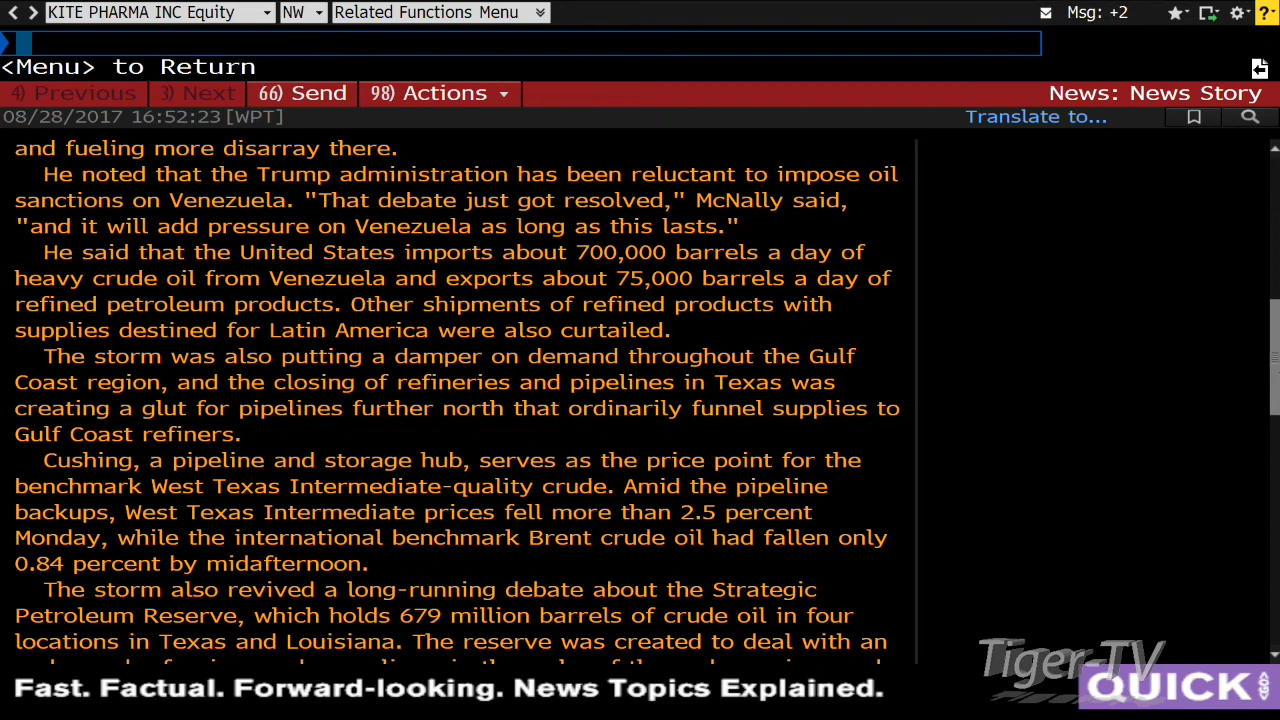 KITE PHARMA INC Equity NW Related Functions Menu Msg: +2 ?
<Menu> to Return
4) Previous 3) Next 66) Send 98) Actions News: News Story
08/28/2017 16:52:23[WPT] Translate to...
and fueling more disarray there.
He noted that the Trump administration has been reluctant to impose oil
sanctions on Venezuela. "That debate just got resolved," McNally said,
"and it will add pressure on Venezuela as long as this lasts."
He said that the United States imports about 700,000 barrels a day of
heavy crude oil from Venezuela and exports about 75,000 barrels a day of
refined petroleum products. Other shipments of refined products with
supplies destined for Latin America were also curtailed.
The storm was also putting a damper on demand throughout the Gulf
Coast region, and the closing of refineries and pipelines in Texas was
creating a glut for pipelines further north that ordinarily funnel supplies to
Gulf Coast refiners.
Cushing, a pipeline and storage hub, serves as the price point for the
benchmark West Texas Intermediate-quality crude. Amid the pipeline
backups, West Texas Intermediate prices fell more than 2.5 percent
Monday, while the international benchmark Brent crude oil had fallen only
0.84 percent by midafternoon.
The storm also revived a long-running debate about the Strategic
Petroleum Reserve, which holds 679 million barrels of crude oil in four
locations in Texas and Louisiana. The reserve was created to deal with an
Tiger-TV
Fast. Factual. Forward-looking. News Topics Explained.
QUICK